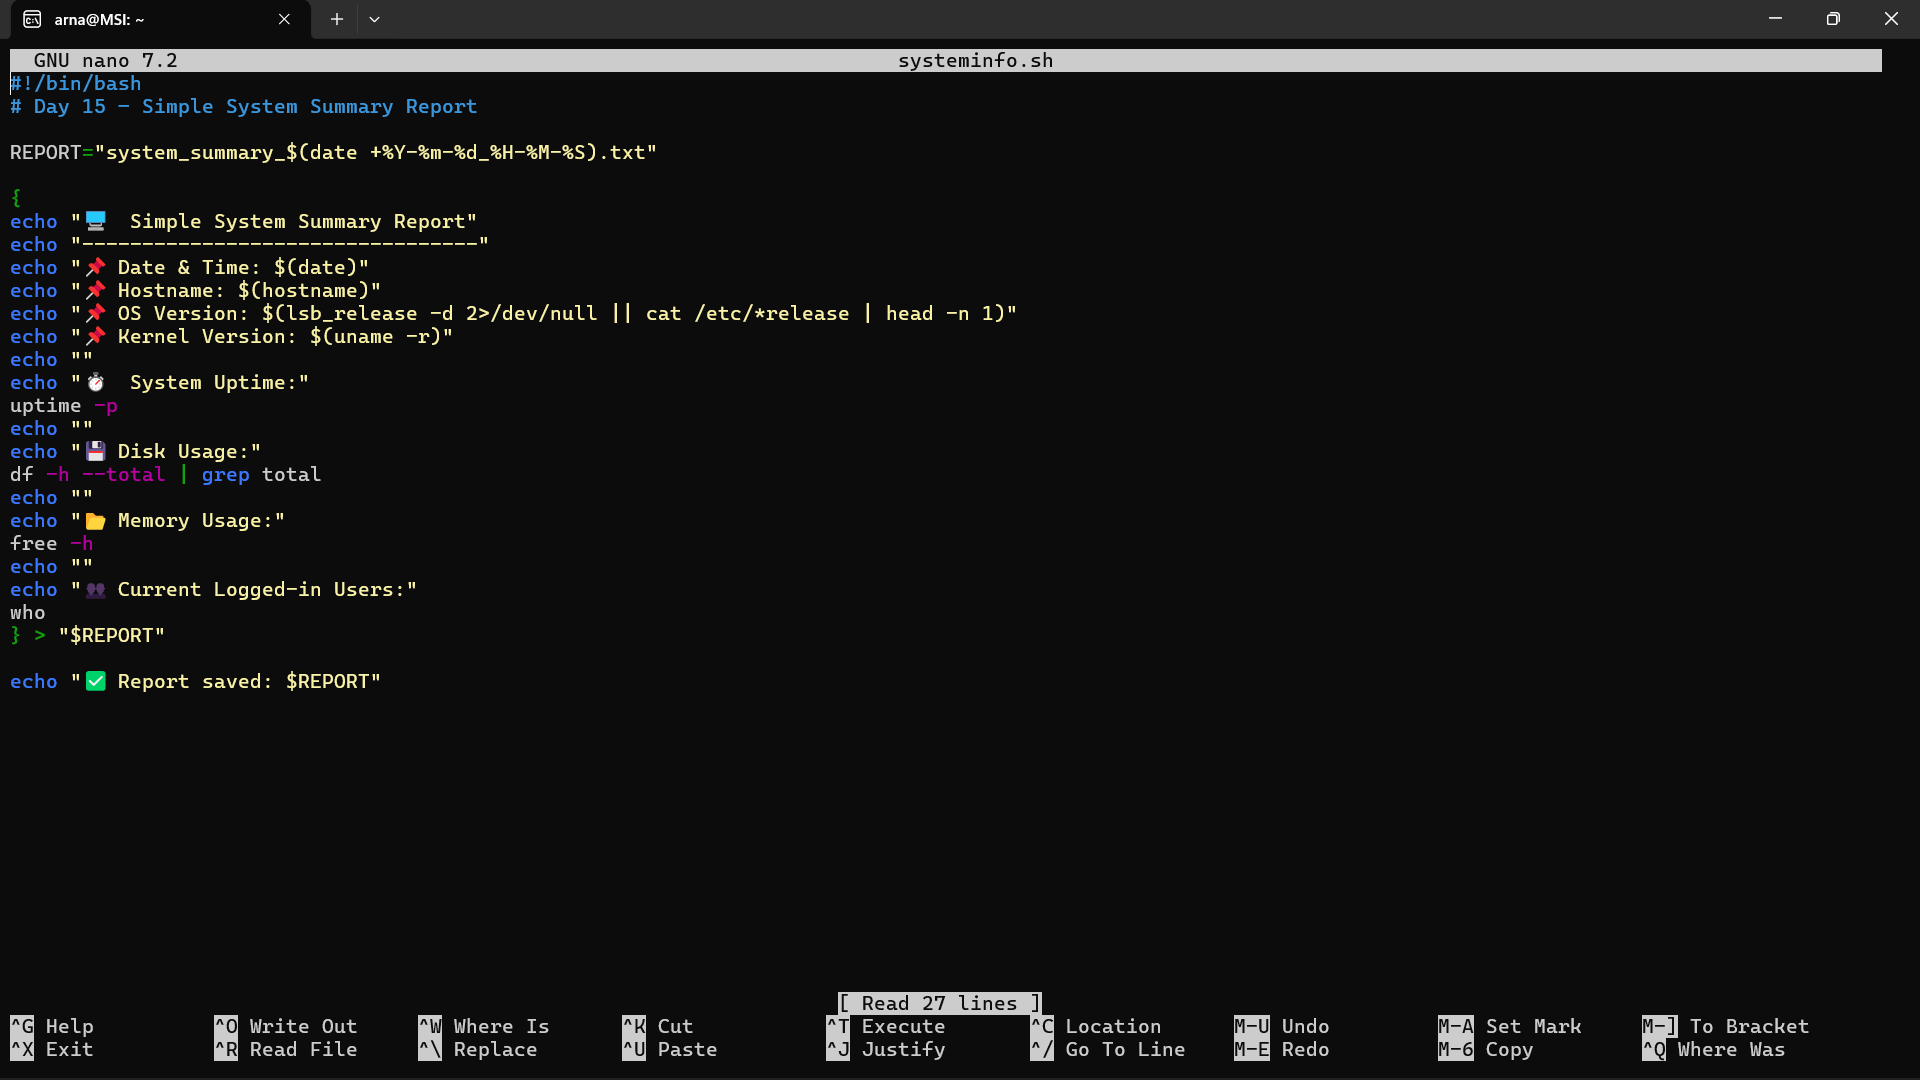 arna@MSI: ~
GNU nano 7.2 systeminfo.sh
#!/bin/bash
# Day 15 - Simple System Summary Report

REPORT="system_summary_$(date +%Y-%m-%d_%H-%M-%S).txt"

{
echo "🖥️  Simple System Summary Report"
echo "---------------------------------"
echo "📌 Date & Time: $(date)"
echo "📌 Hostname: $(hostname)"
echo "📌 OS Version: $(lsb_release -d 2>/dev/null || cat /etc/*release | head -n 1)"
echo "📌 Kernel Version: $(uname -r)"
echo ""
echo "⏱️  System Uptime:"
uptime -p
echo ""
echo "💾 Disk Usage:"
df -h --total | grep total
echo ""
echo "📂 Memory Usage:"
free -h
echo ""
echo "👥 Current Logged-in Users:"
who
} > "$REPORT"

echo "✅ Report saved: $REPORT"
[ Read 27 lines ]
^G Help ^O Write Out ^W Where Is ^K Cut ^T Execute ^C Location M-U Undo M-A Set Mark M-] To Bracket
^X Exit ^R Read File ^\ Replace ^U Paste ^J Justify ^/ Go To Line M-E Redo M-6 Copy ^Q Where Was